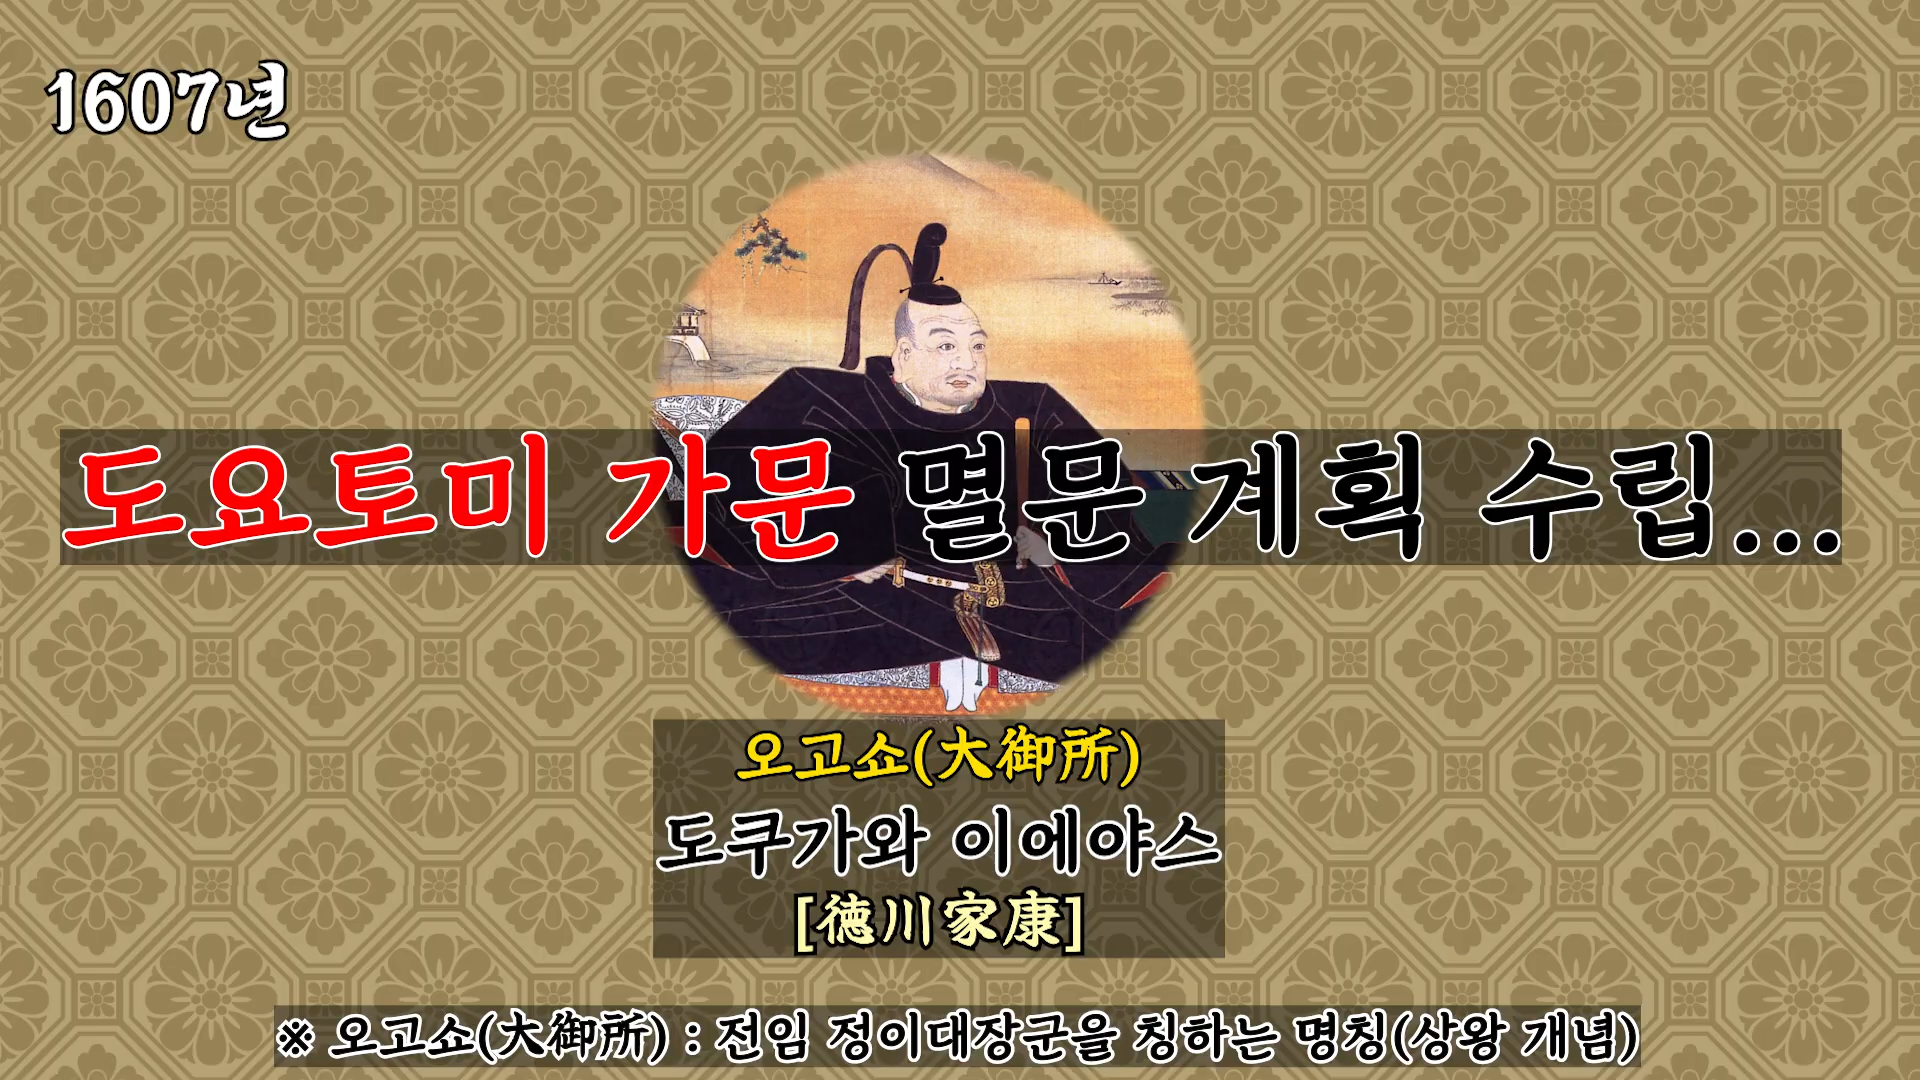 1607년
도요토미 가문 멸문 계획 수립...
오고쇼(大御所)
도쿠가와 이에야스
[徳川家康]
※ 오고쇼(大御所) : 전임 정이대장군을 칭하는 명칭(상왕 개념)